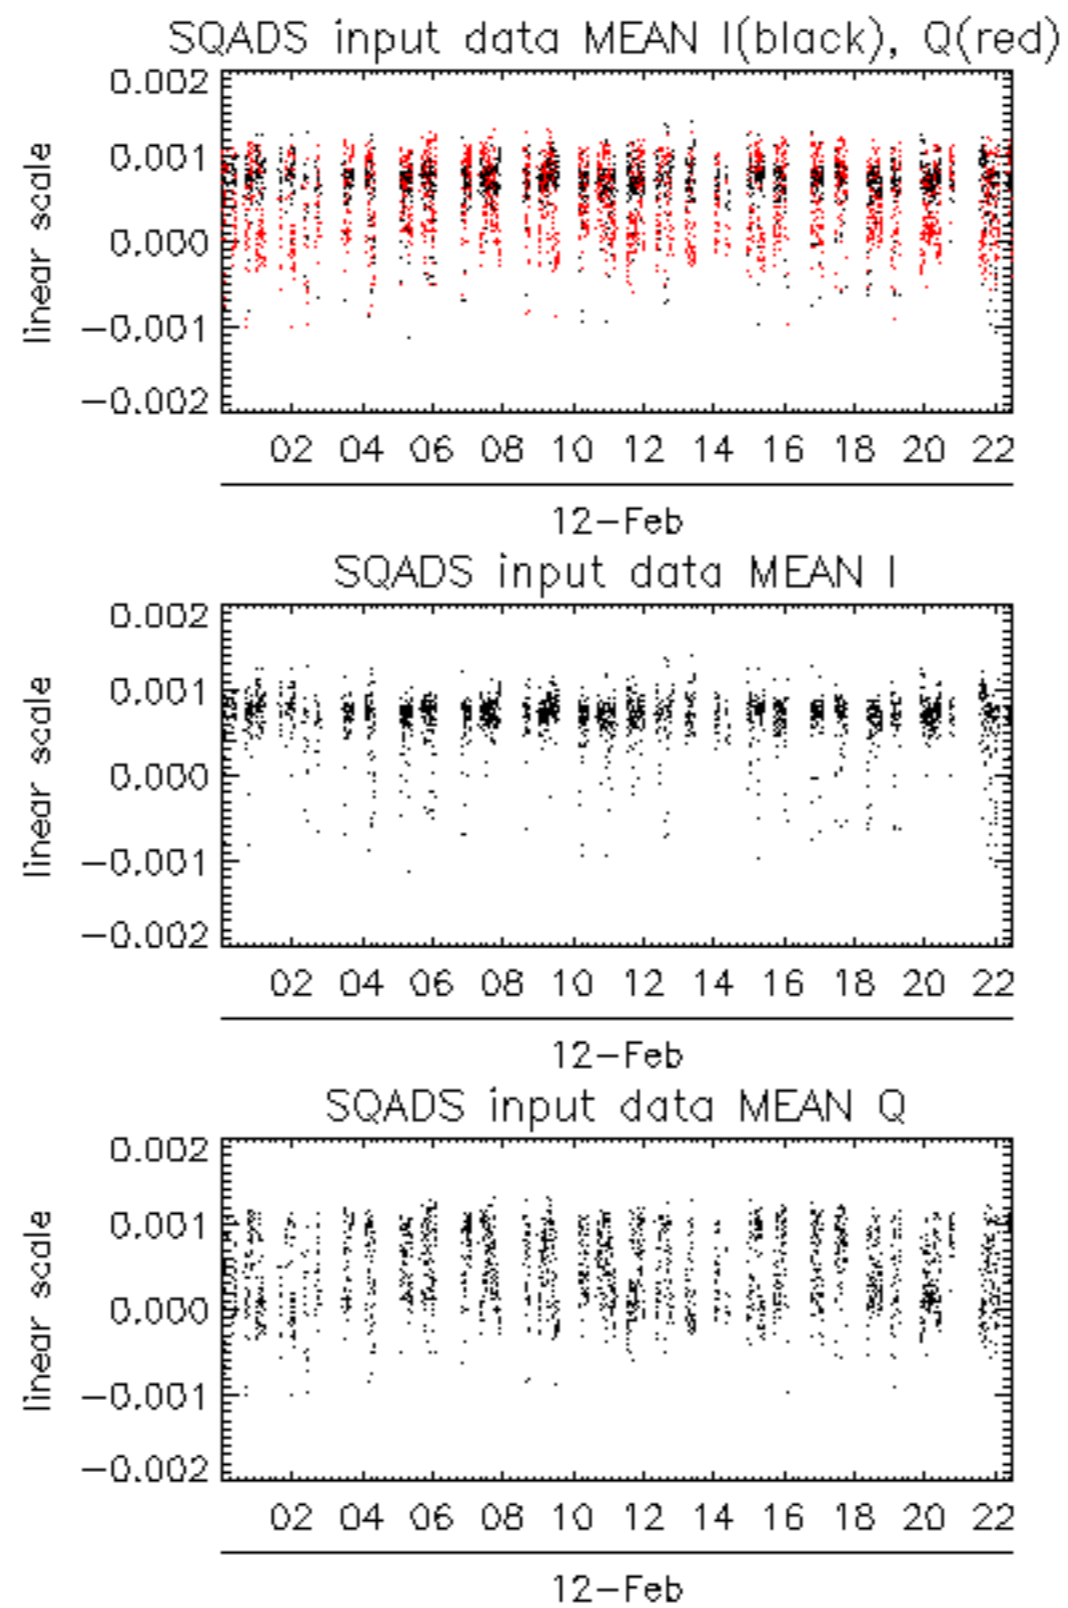 SQADS input data MEAN I(black), Q(red)
0.002
0.001
0.000
−0.001
−0.002
linear scale
02 04 06 08 10 12 14 16 18 20 22
12−Feb
SQADS input data MEAN I
0.002
0.001
0.000
−0.001
−0.002
linear scale
02 04 06 08 10 12 14 16 18 20 22
12−Feb
SQADS input data MEAN Q
0.002
0.001
0.000
−0.001
−0.002
linear scale
02 04 06 08 10 12 14 16 18 20 22
12−Feb